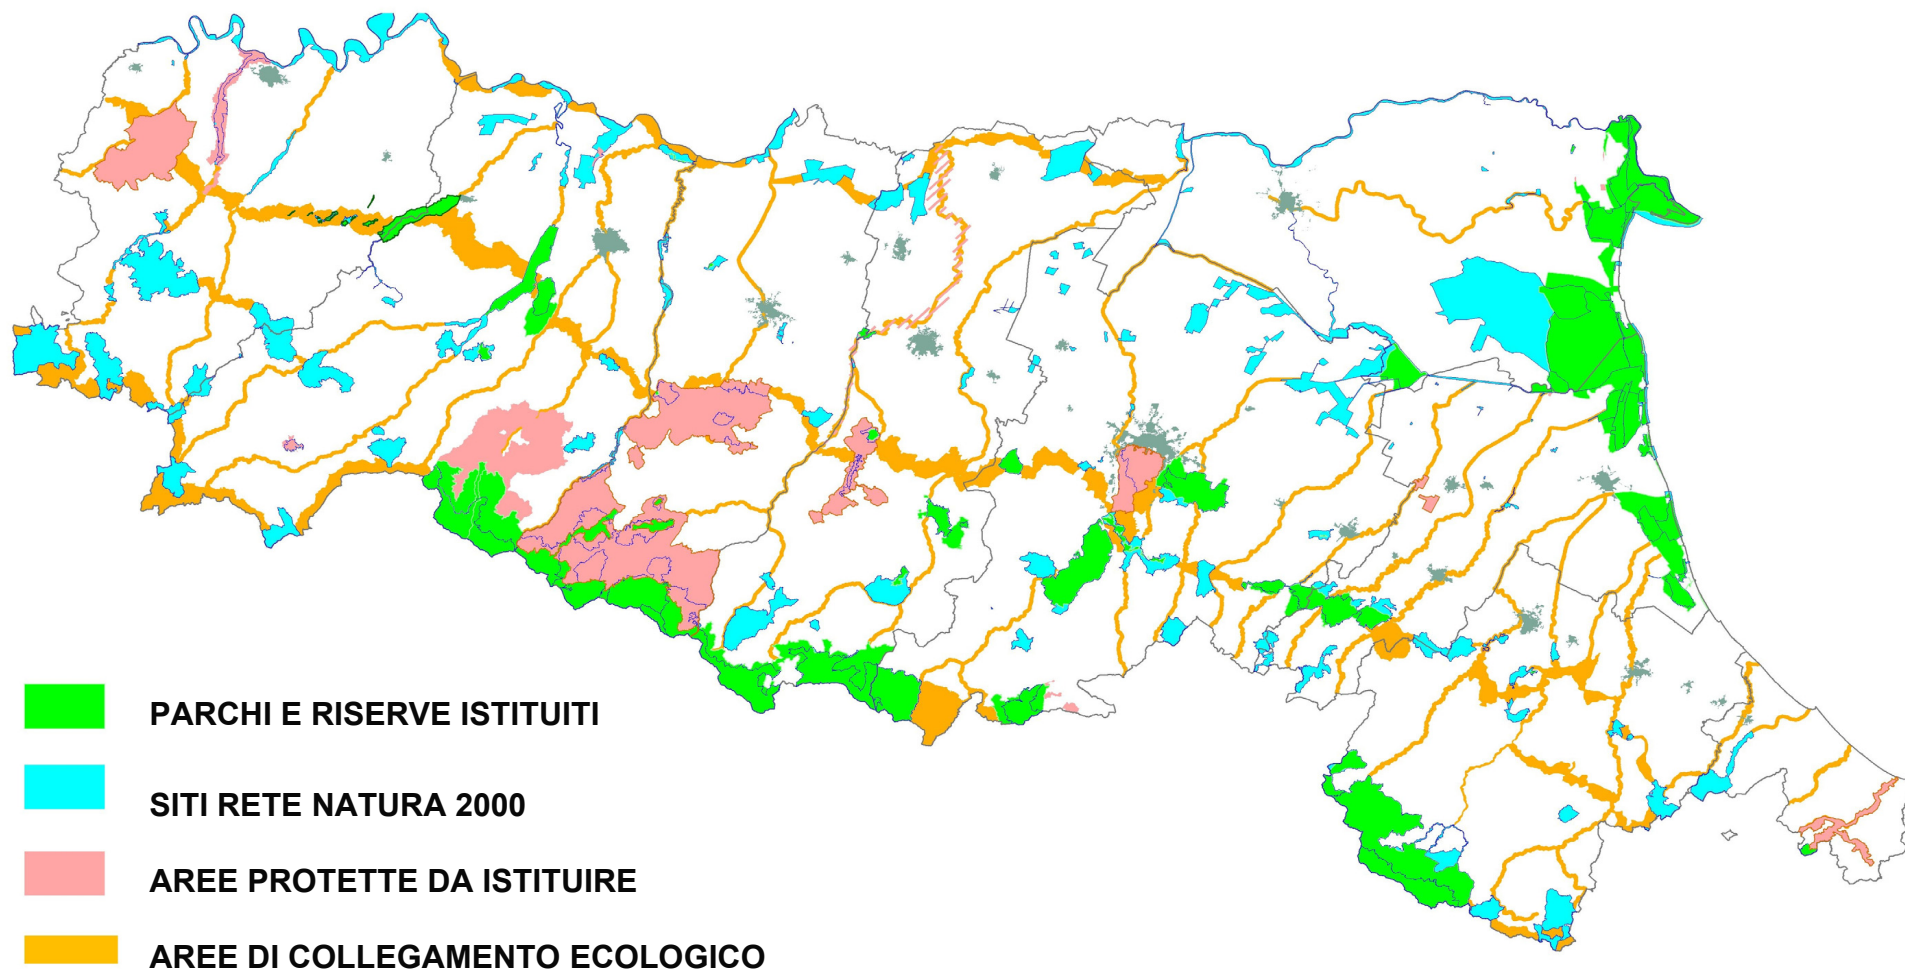 PARCHI E RISERVE ISTITUITI
SITI RETE NATURA 2000
AREE PROTETTE DA ISTITUIRE
AREE DI COLLEGAMENTO ECOLOGICO